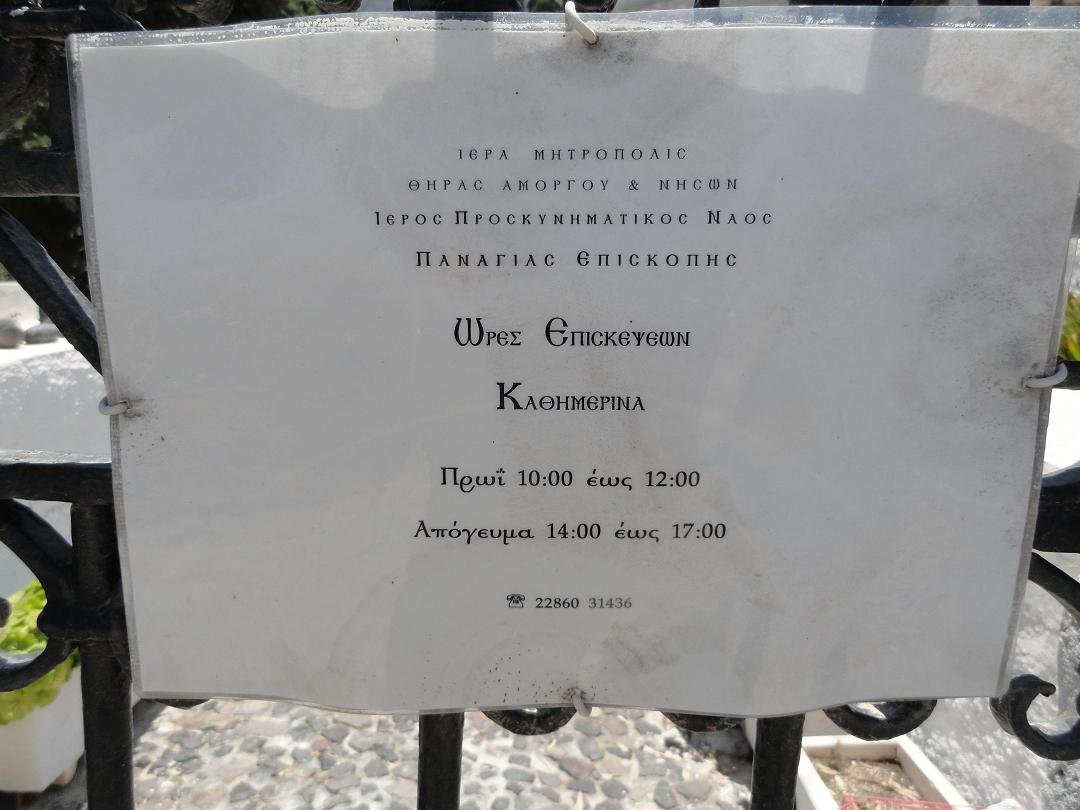 ΙΕΡΑ ΜΗΤΡΟΠΟΛΙΣ
ΘΗΡΑΣ ΑΜΟΡΓΟΥ & ΝΗΣΩΝ
ΙΕΡΟΣ ΠΡΟΣΚΥΝΗΜΑΤΙΚΟΣ ΝΑΟΣ
ΠΑΝΑΓΙΑΣ ΕΠΙΣΚΟΠΗΣ
ΩΡΕΣ ΕΠΙΣΚΕΨΕΩΝ
ΚΑΘΗΜΕΡΙΝΑ
Πρωΐ 10:00 έως 12:00
Απόγευμα 14:00 έως 17:00
☎ 22860 31436